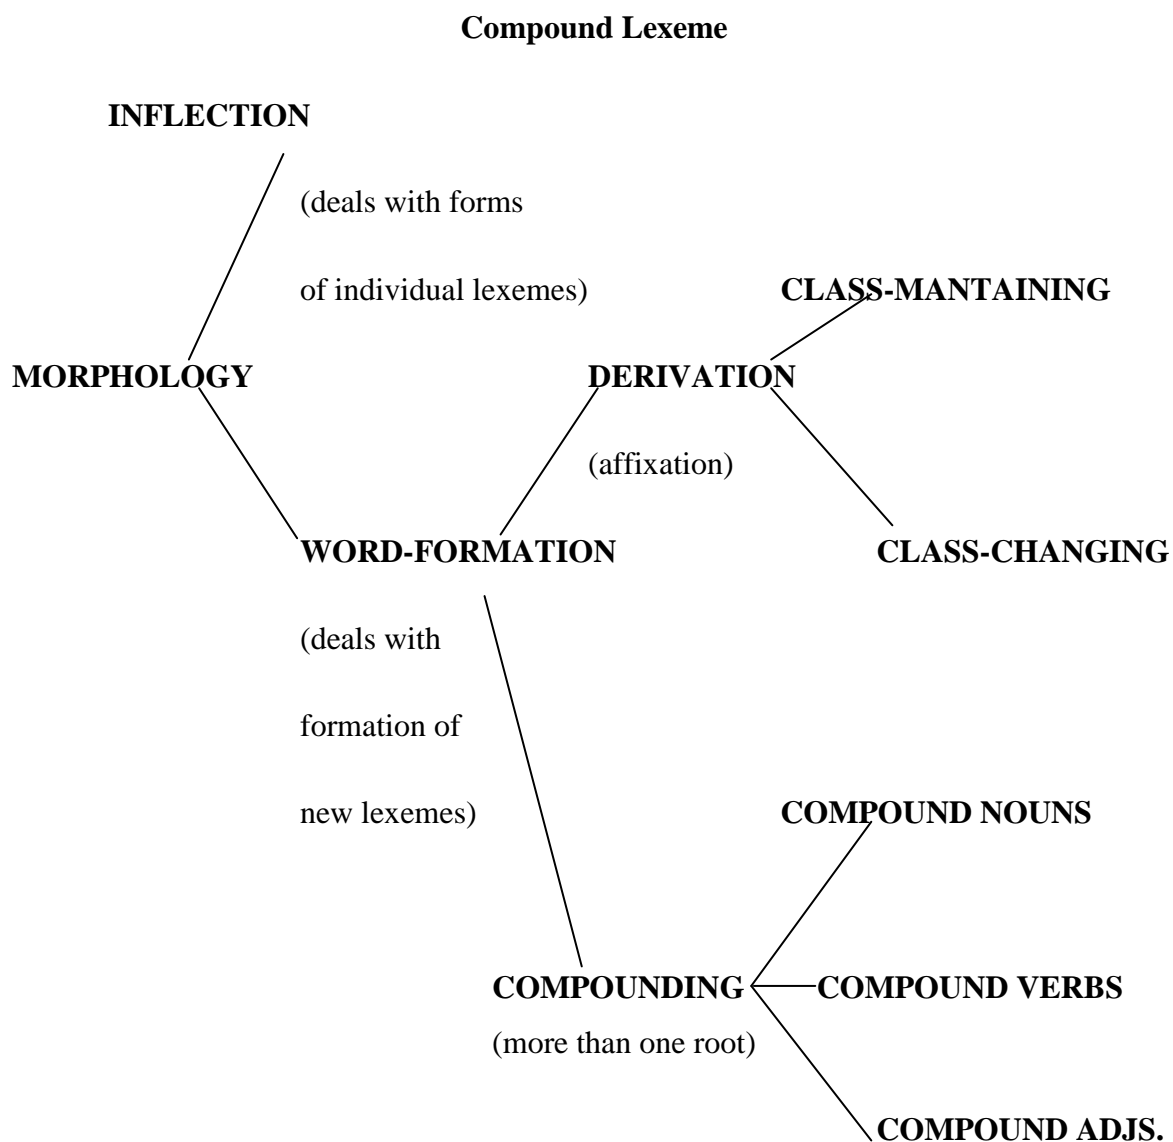 Compound Lexeme
INFLECTION
(deals with forms
of individual lexemes)
CLASS-MANTAINING
MORPHOLOGY
DERIVATION
(affixation)
WORD-FORMATION
CLASS-CHANGING
(deals with
formation of
new lexemes)
COMPOUND NOUNS
COMPOUNDING
COMPOUND VERBS
(more than one root)
COMPOUND ADJS.